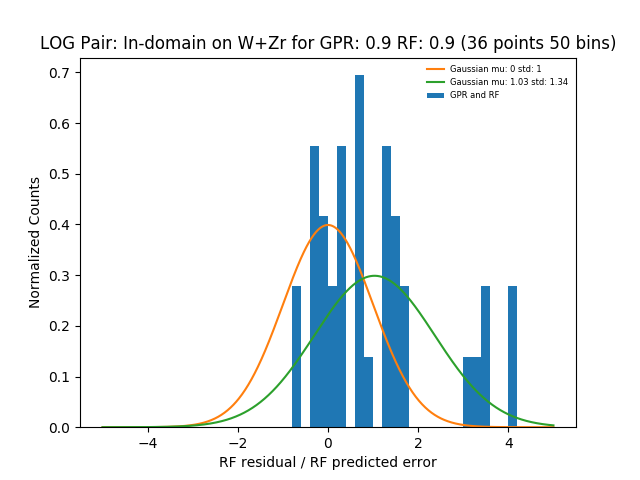 LOG Pair: In-domain on W+Zr for GPR: 0.9 RF: 0.9 (36 points 50 bins)
Gaussian mu: 0 std: 1
Gaussian mu: 1.03 std: 1.34
GPR and RF
Normalized Counts
0.7
0.6
0.5
0.4
0.3
0.2
0.1
0.0
−4
−2
0
2
4
RF residual / RF predicted error